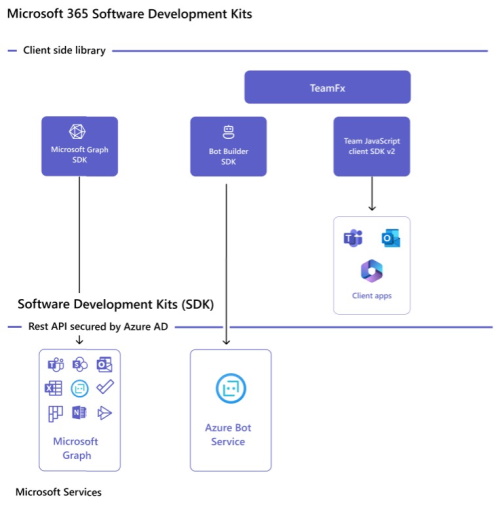 Microsoft 365 Software Development Kits
Client side library
TeamFx
Microsoft Graph
SDK
Bot Builder
SDK
Team JavaScript
client SDK v2
Client apps
Software Development Kits (SDK)
Rest API secured by Azure AD
Microsoft
Graph
Azure Bot
Service
Microsoft Services